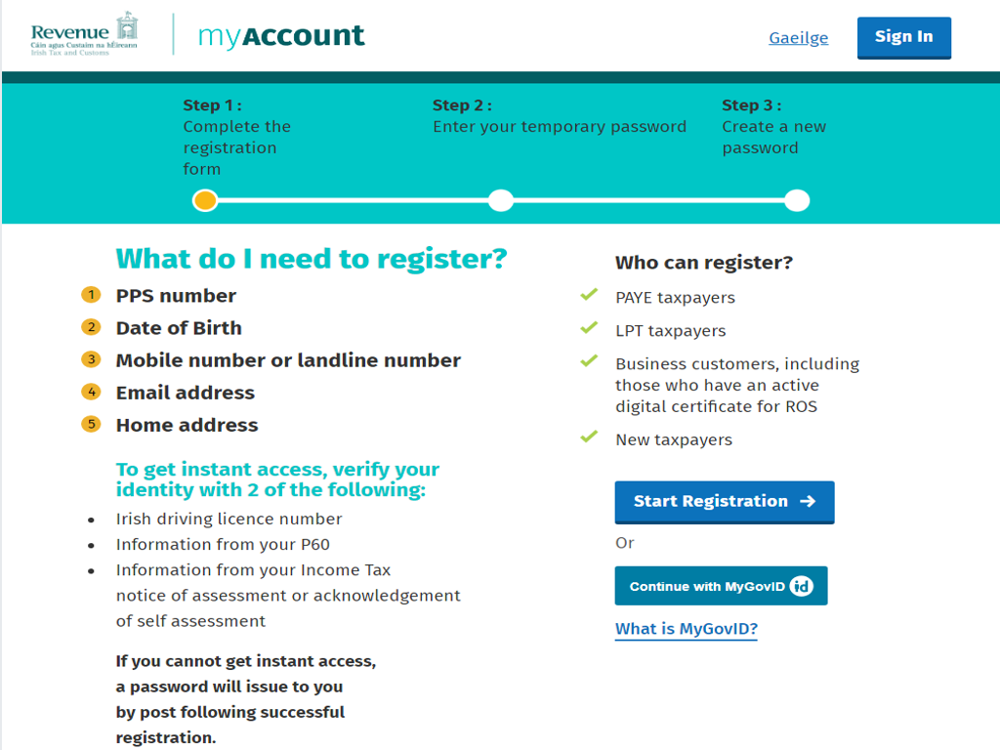 Revenue
Cáin agus Custaim na hÉireann
Irish Tax and Customs
myAccount
Gaeilge
Sign In
Step 1 :
Complete the
registration
form
Step 2 :
Enter your temporary password
Step 3 :
Create a new
password
What do I need to register?
1 PPS number
2 Date of Birth
3 Mobile number or landline number
4 Email address
5 Home address
To get instant access, verify your
identity with 2 of the following:
• Irish driving licence number
• Information from your P60
• Information from your Income Tax
notice of assessment or acknowledgement
of self assessment
If you cannot get instant access,
a password will issue to you
by post following successful
registration.
Who can register?
PAYE taxpayers
LPT taxpayers
Business customers, including
those who have an active
digital certificate for ROS
New taxpayers
Start Registration →
Or
Continue with MyGovID id
What is MyGovID?